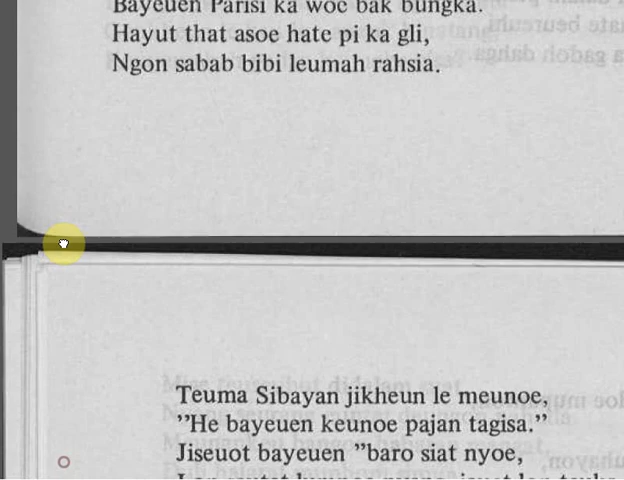 Bayeuen Parisi ka woe bak bungka.
Hayut that asoe hate pi ka gli,
Ngon sabab bibi leumah rahsia.
Teuma Sibayan jikheun le meunoe,
”He bayeuen keunoe pajan tagisa.”
Jiseuot bayeuen ”baro siat nyoe,